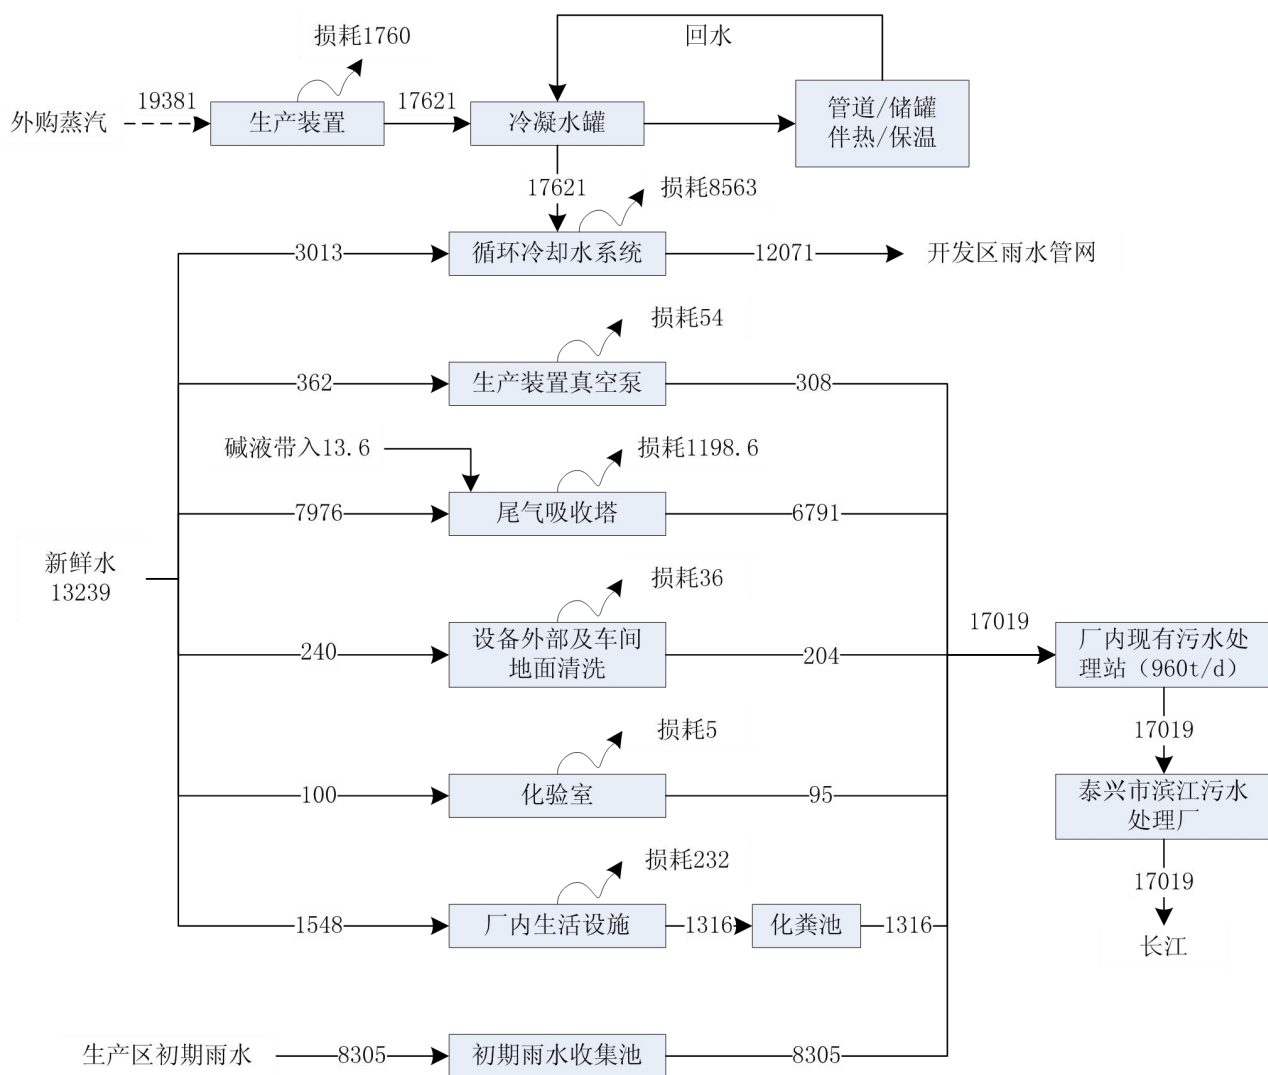 损耗1760
回水
外购蒸汽
19381
生产装置
17621
冷凝水罐
管道/储罐
伴热/保温
17621
损耗8563
3013
循环冷却水系统
12071
开发区雨水管网
损耗54
362
生产装置真空泵
308
碱液带入13.6
损耗1198.6
7976
尾气吸收塔
6791
新鲜水
13239
损耗36
240
设备外部及车间
地面清洗
204
17019
厂内现有污水处
理站（960t/d）
17019
损耗5
100
化验室
95
泰兴市滨江污水
处理厂
17019
长江
损耗232
1548
厂内生活设施
1316
化粪池
1316
生产区初期雨水
8305
初期雨水收集池
8305